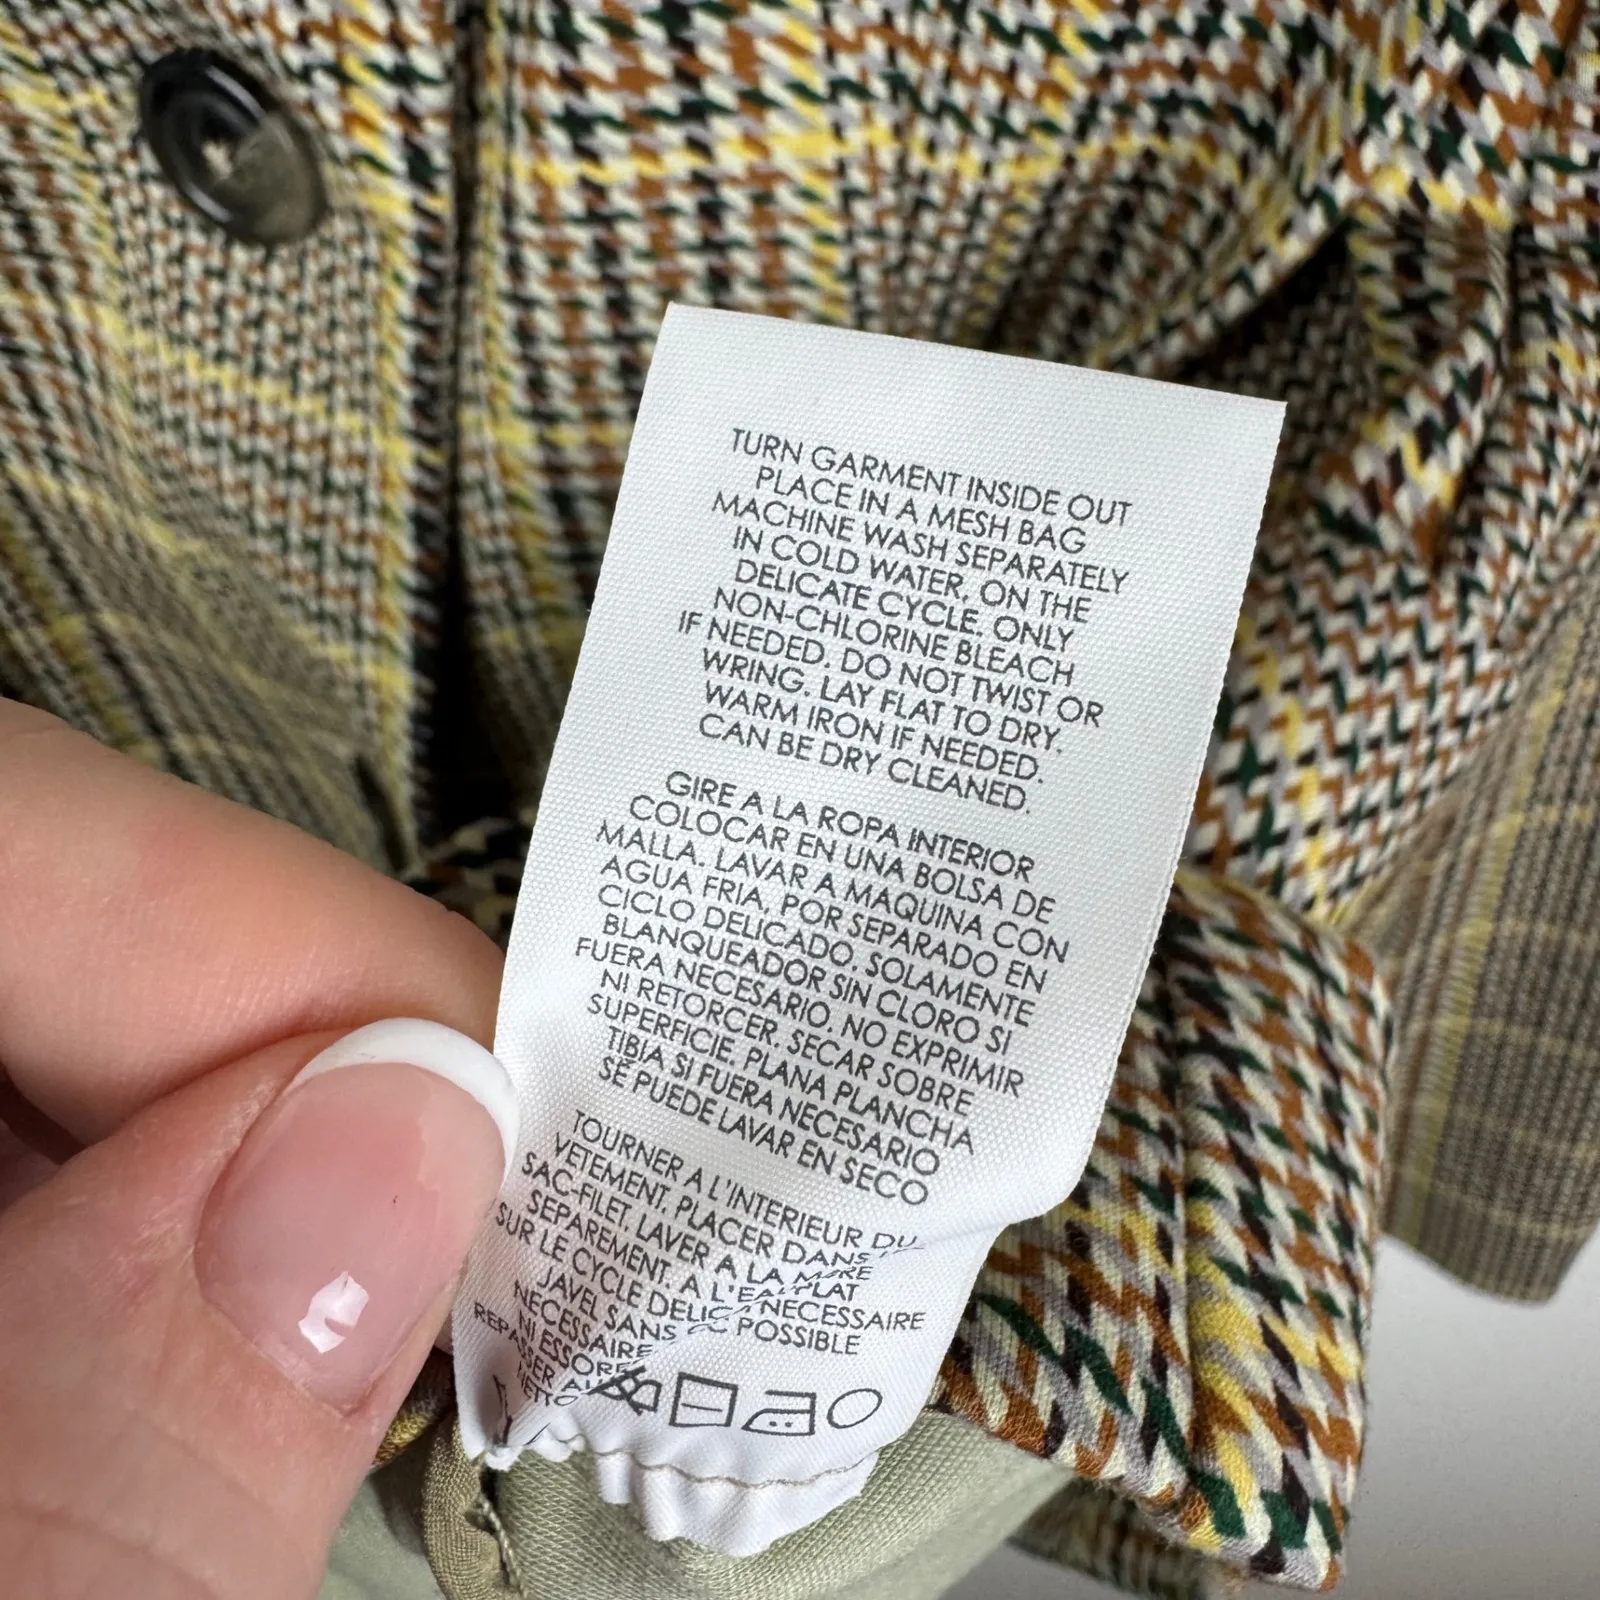 TURN GARMENT INSIDE OUT
PLACE IN A MESH BAG
MACHINE WASH SEPARATELY
IN COLD WATER, ON THE
DELICATE CYCLE. ONLY
NON-CHLORINE BLEACH
IF NEEDED. DO NOT TWIST OR
WRING. LAY FLAT TO DRY.
WARM IRON IF NEEDED.
CAN BE DRY CLEANED.
GIRE A LA ROPA INTERIOR
COLOCAR EN UNA BOLSA DE
MALLA. LAVAR A MAQUINA CON
AGUA FRIA, POR SEPARADO EN
CICLO DELICADO. SOLAMENTE
BLANQUEADOR SIN CLORO SI
FUERA NECESARIO. NO EXPRIMIR
NI RETORCER. SECAR SOBRE
SUPERFICIE. PLANA PLANCHA
TIBIA SI FUERA NECESARIO
SE PUEDE LAVAR EN SECO
TOURNER A L'INTERIEUR DU
VETEMENT. PLACER DANS
SAC-FILET. LAVER A LA
SEPAREMENT. A L'EAU PLAT
SUR LE CYCLE DELIC NECESSAIRE
JAVEL SANS POSSIBLE
NECESSAIRE
NI ESSORE